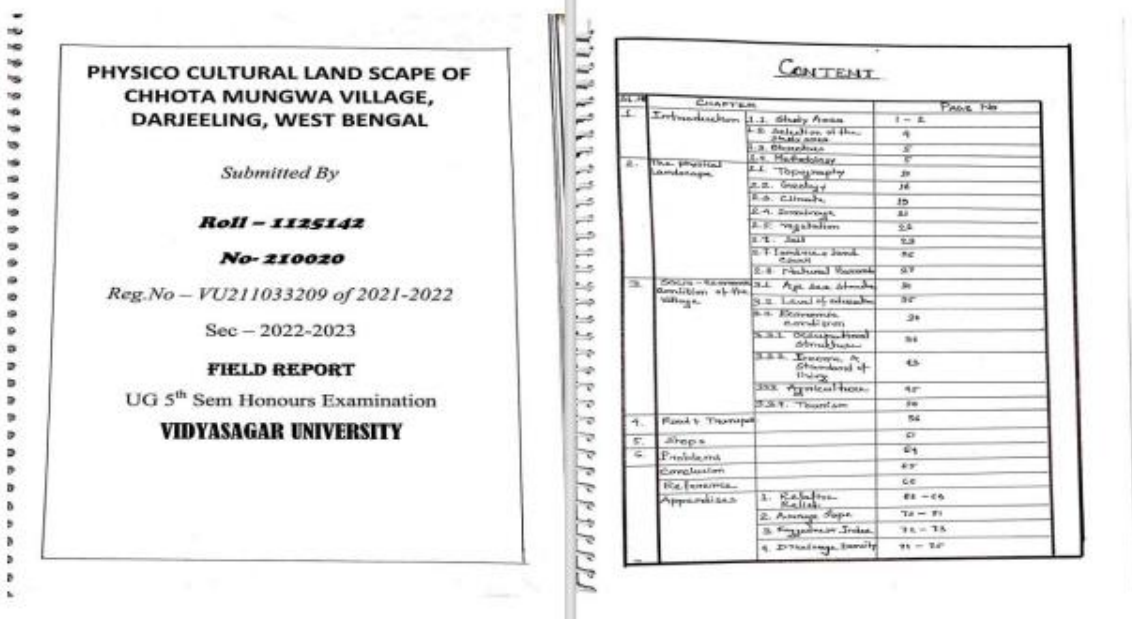 PHYSICO CULTURAL LAND SCAPE OF
CHHOTA MUNGWA VILLAGE,
DARJEELING, WEST BENGAL
Submitted By
Roll – 1125142
No- 210020
Reg.No – VU211033209 of 2021-2022
Sec – 2022-2023
FIELD REPORT
UG 5th Sem Honours Examination
VIDYASAGAR UNIVERSITY
CONTENT
CHAPTER PAGE No
1. Introduction 1.1. Study Area 1 - 2
1.2. Selection of the
Study area 4
1.3. 5
1.4. Methodology 5
2. The physical
Landscape 2.1. Topography
2.2. Geology
2.3. Climate
2.4. Drainage
2.5. vegetation
2.6. Soil
2.7. Land
2.8. Natural
3. Socio-economic
condition of the
village 3.1. Age Sex
3.2. Level of education
3.3. Economic
condition
3.3.1. Occupational
Structure
3.3.2. Income &
Standard of
living
3.3.3. Agriculture
3.3.4. Tourism
4. Road & Transport
5. Shops
6. Problems
Conclusion
Reference
Appendises 1. Relative
Relief
2. Average Slope
3. Ruggedness Index
4. Drainage Density